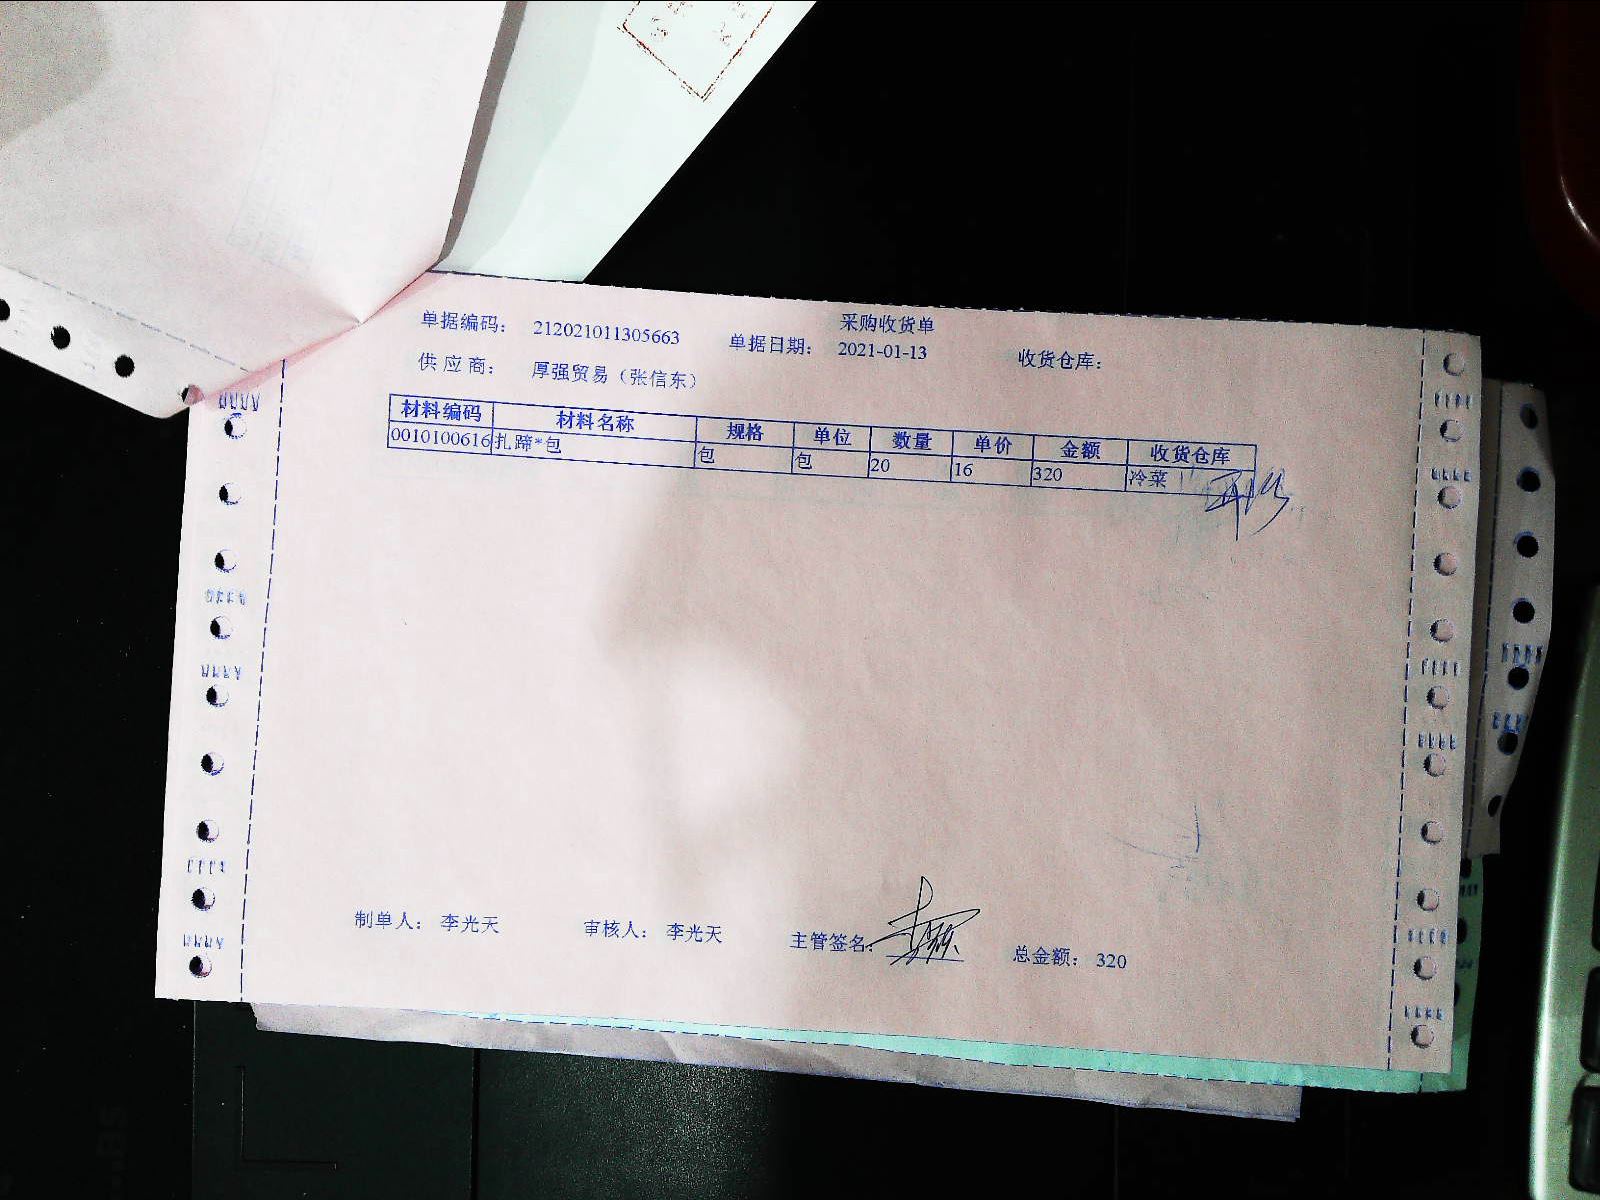 采购收货单
单据编码： 212021011305663 单据日期： 2021-01-13 收货仓库：
供 应 商： 厚强贸易（张信东）
材料编码 材料名称 规格 单位 数量 单价 金额 收货仓库
0010100616 扎蹄*包 包 包 20 16 320 冷菜
制单人： 李光天 审核人： 李光天 主管签名： 总金额： 320